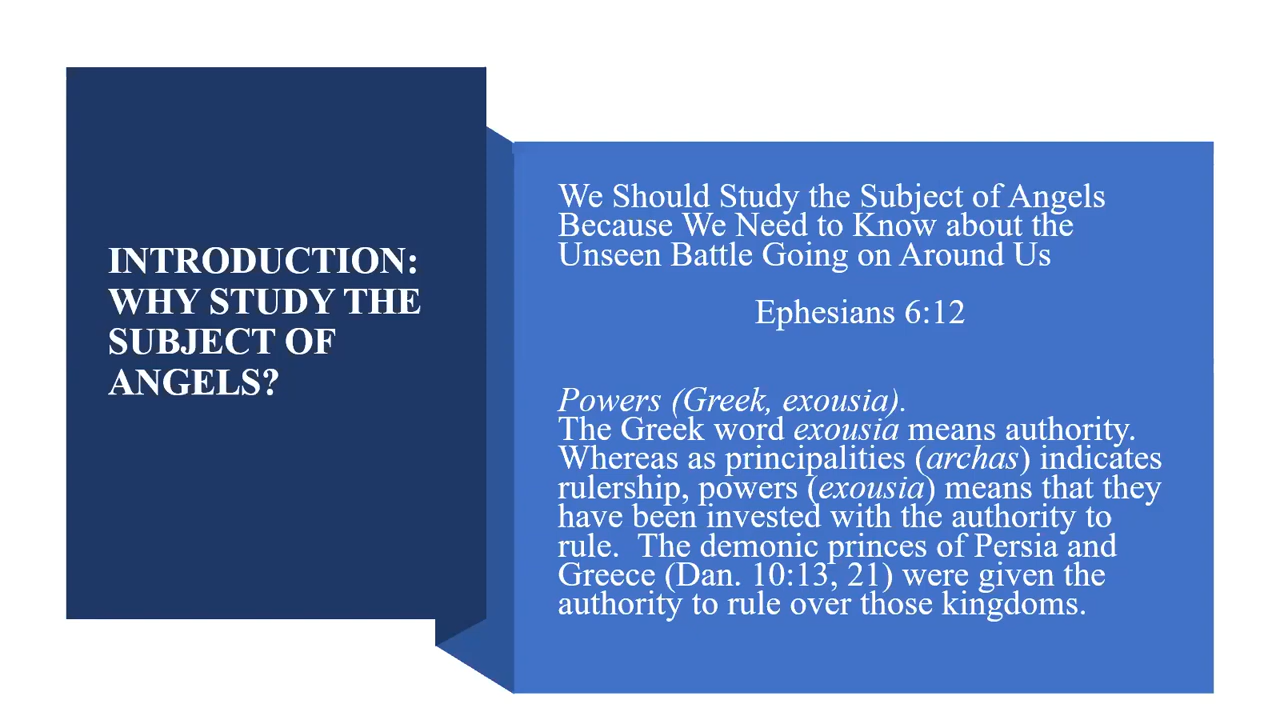 INTRODUCTION:
WHY STUDY THE
SUBJECT OF
ANGELS?
We Should Study the Subject of Angels
Because We Need to Know about the
Unseen Battle Going on Around Us
Ephesians 6:12
Powers (Greek, exousia).
The Greek word exousia means authority.
Whereas as principalities (archas) indicates
rulership, powers (exousia) means that they
have been invested with the authority to
rule.  The demonic princes of Persia and
Greece (Dan. 10:13, 21) were given the
authority to rule over those kingdoms.